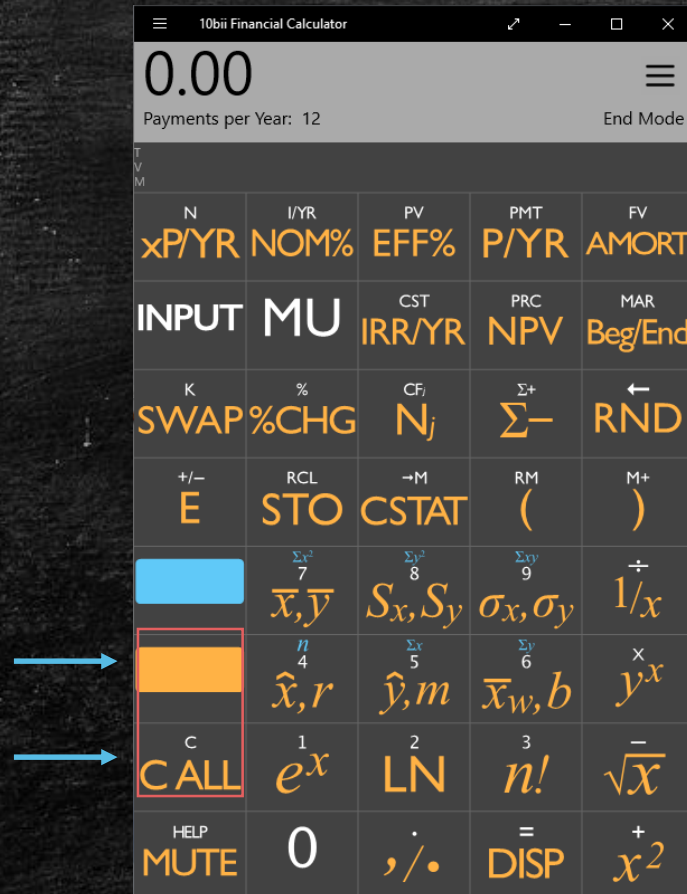 10bii Financial Calculator
0.00
Payments per Year: 12 End Mode
T
V
M
N I/YR PV PMT FV
xP/YR NOM% EFF% P/YR AMORT
CST PRC MAR
INPUT MU IRR/YR NPV Beg/End
K % CFj Σ+ ←
SWAP %CHG Nj Σ− RND
+/− RCL →M RM M+
E STO CSTAT ( )
Σx² Σy² Σxy
7 8 9 ÷
x̅,y̅ Sx,Sy σx,σy 1/x
n Σx Σy
4 5 6 ×
x̂,r ŷ,m x̅w,b yˣ
C 1 2 3 −
C ALL eˣ LN n! √x̅
HELP . = +
MUTE 0 ,/. DISP x²